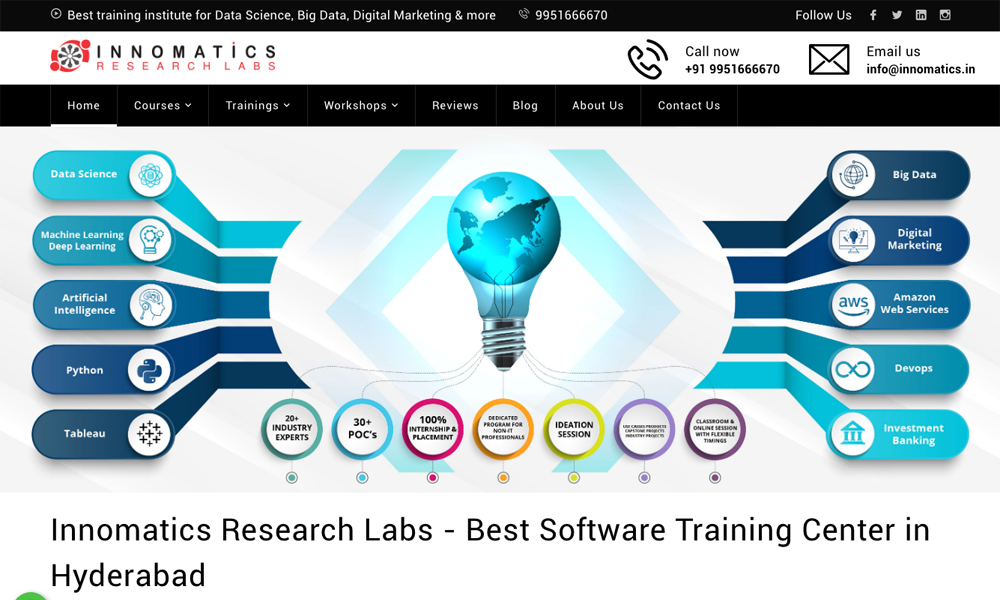 Best training institute for Data Science, Big Data, Digital Marketing & more
9951666670
Follow Us
INNOMATICS
RESEARCH LABS
Call now
+91 9951666670
Email us
info@innomatics.in
Home
Courses
Trainings
Workshops
Reviews
Blog
About Us
Contact Us
Data Science
Machine Learning
Deep Learning
Artificial
Intelligence
Python
Tableau
Big Data
Digital
Marketing
aws
Amazon
Web Services
Devops
Investment
Banking
20+
INDUSTRY
EXPERTS
30+
POC's
100%
INTERNSHIP &
PLACEMENT
DEDICATED
PROGRAM FOR
NON-IT
PROFESSIONALS
IDEATION
SESSION
USE CASES PRODUCTS
CAPSTONE PROJECTS
INDUSTRY PROJECTS
CLASSROOM &
ONLINE SESSION
WITH FLEXIBLE
TIMINGS
Innomatics Research Labs - Best Software Training Center in
Hyderabad